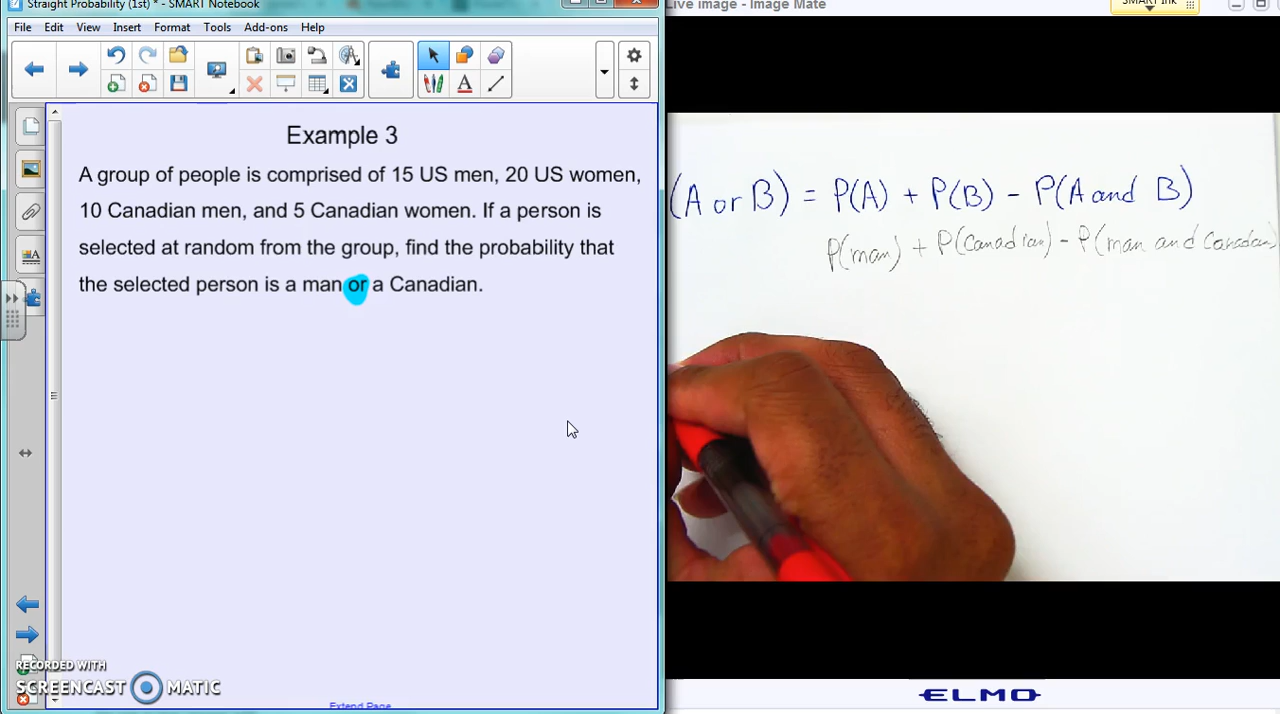 Straight Probability (1st) * - SMART Notebook
Live image - Image Mate
SMART Ink
File Edit View Insert Format Tools Add-ons Help
Example 3
A group of people is comprised of 15 US men, 20 US women,
10 Canadian men, and 5 Canadian women. If a person is
selected at random from the group, find the probability that
the selected person is a man or a Canadian.
(A or B) = P(A) + P(B) - P(A and B)
P(man) + P(Canadian) - P(man and Canadian)
RECORDED WITH
SCREENCAST MATIC
Extend Page
ELMO